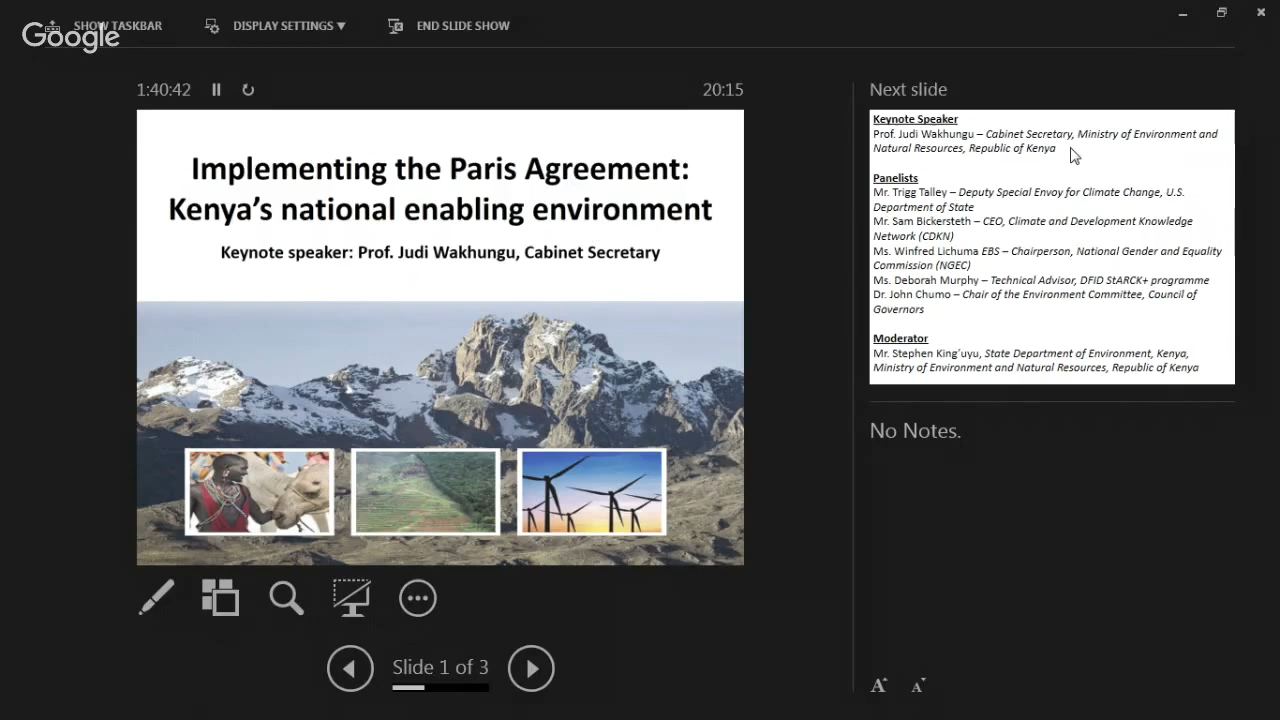 SHOW TASKBAR
DISPLAY SETTINGS ▼
END SLIDE SHOW
Google
1:40:42
20:15
Implementing the Paris Agreement:
Kenya’s national enabling environment
Keynote speaker: Prof. Judi Wakhungu, Cabinet Secretary
Slide 1 of 3
Next slide
Keynote Speaker
Prof. Judi Wakhungu – Cabinet Secretary, Ministry of Environment and
Natural Resources, Republic of Kenya
Panelists
Mr. Trigg Talley – Deputy Special Envoy for Climate Change, U.S.
Department of State
Mr. Sam Bickersteth – CEO, Climate and Development Knowledge
Network (CDKN)
Ms. Winfred Lichuma EBS – Chairperson, National Gender and Equality
Commission (NGEC)
Ms. Deborah Murphy – Technical Advisor, DFID StARCK+ programme
Dr. John Chumo – Chair of the Environment Committee, Council of
Governors
Moderator
Mr. Stephen King’uyu, State Department of Environment, Kenya,
Ministry of Environment and Natural Resources, Republic of Kenya
No Notes.
A A